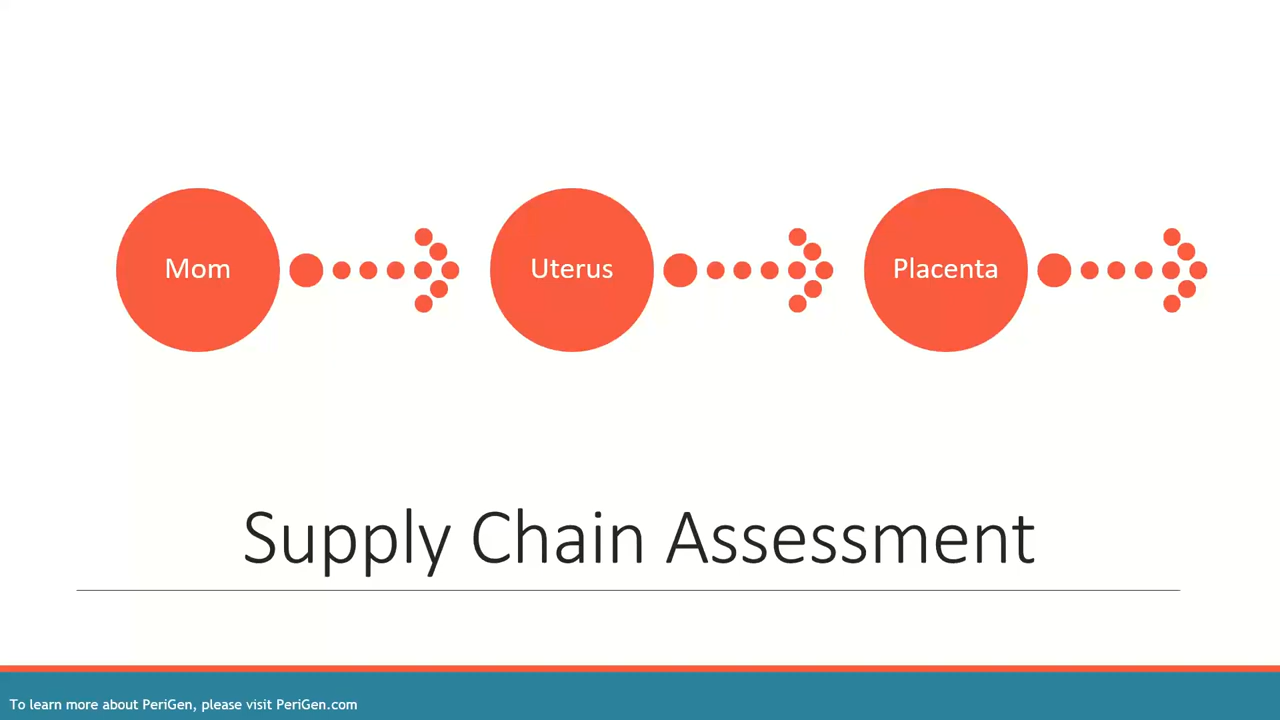 Mom
Uterus
Placenta
Supply Chain Assessment
To learn more about PeriGen, please visit PeriGen.com